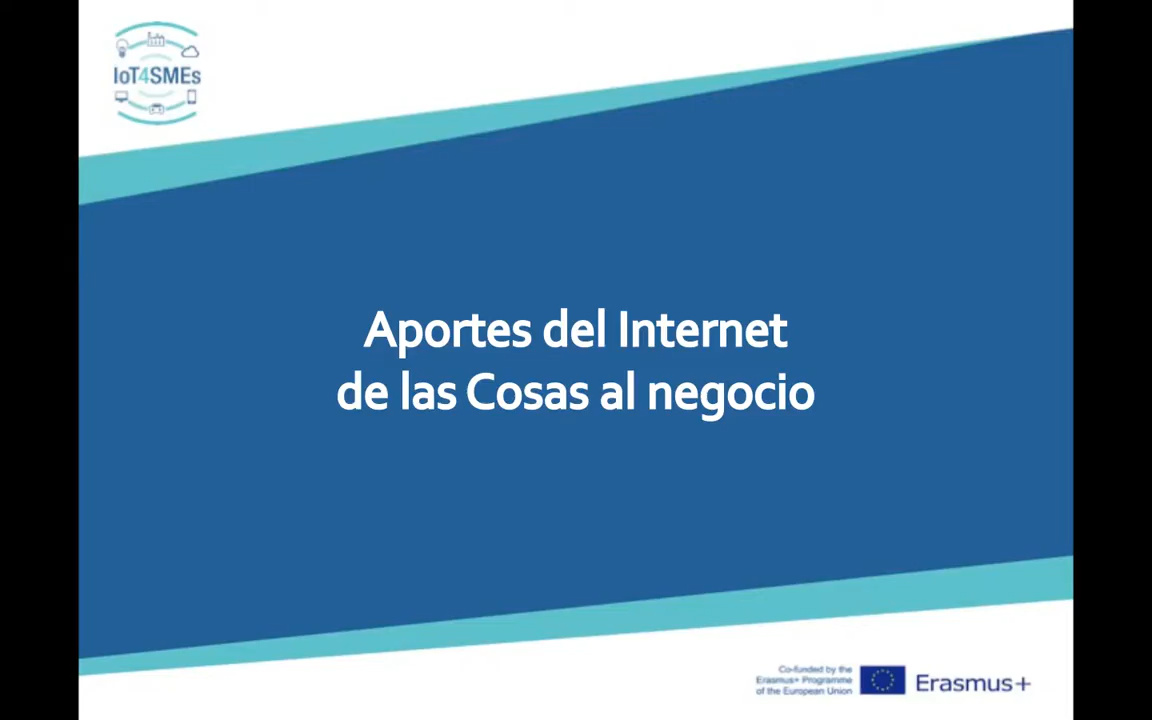 IoT4SMEs
Aportes del Internet
de las Cosas al negocio
Co-funded by the
Erasmus+ Programme
of the European Union
Erasmus+